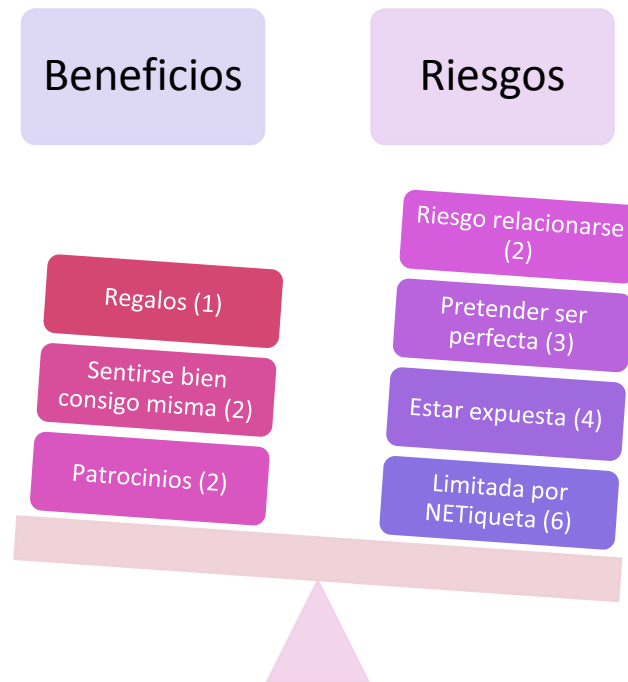 Beneficios
Riesgos
Regalos (1)
Sentirse bien
consigo misma (2)
Patrocinios (2)
Riesgo relacionarse
(2)
Pretender ser
perfecta (3)
Estar expuesta (4)
Limitada por
NETiqueta (6)